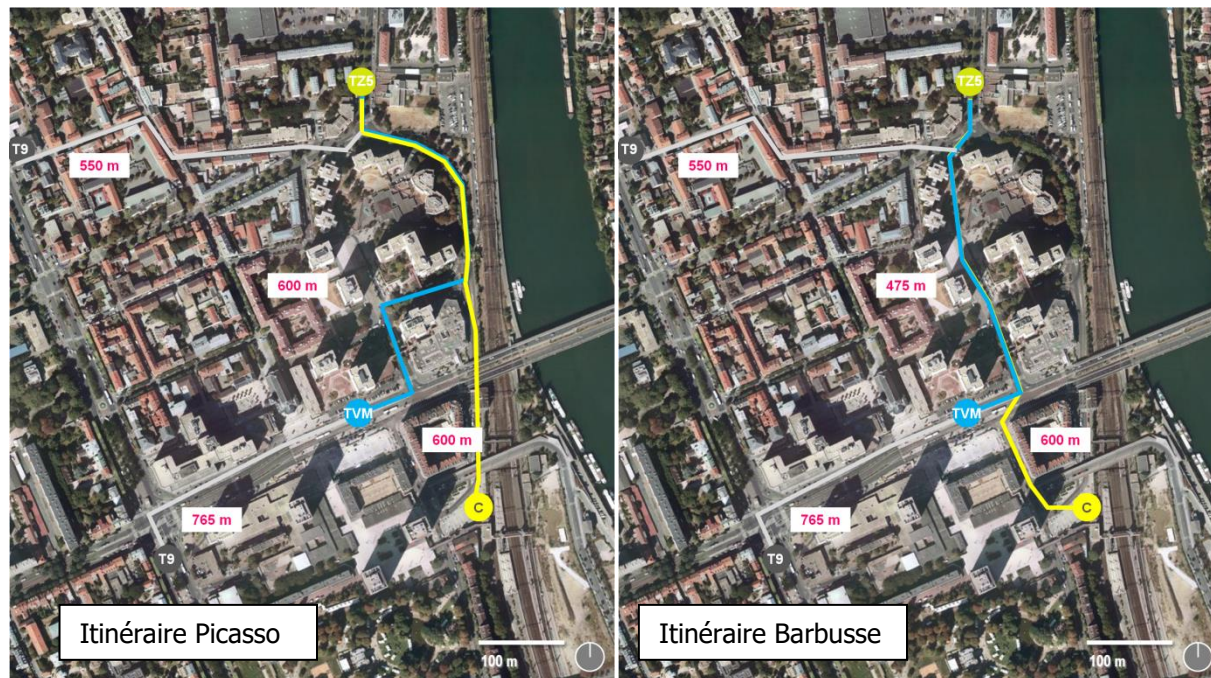 TZ5
T9
550 m
600 m
TVM
600 m
C
765 m
T9
Itinéraire Picasso
100 m
TZ5
T9
550 m
475 m
TVM
600 m
C
765 m
T9
Itinéraire Barbusse
100 m